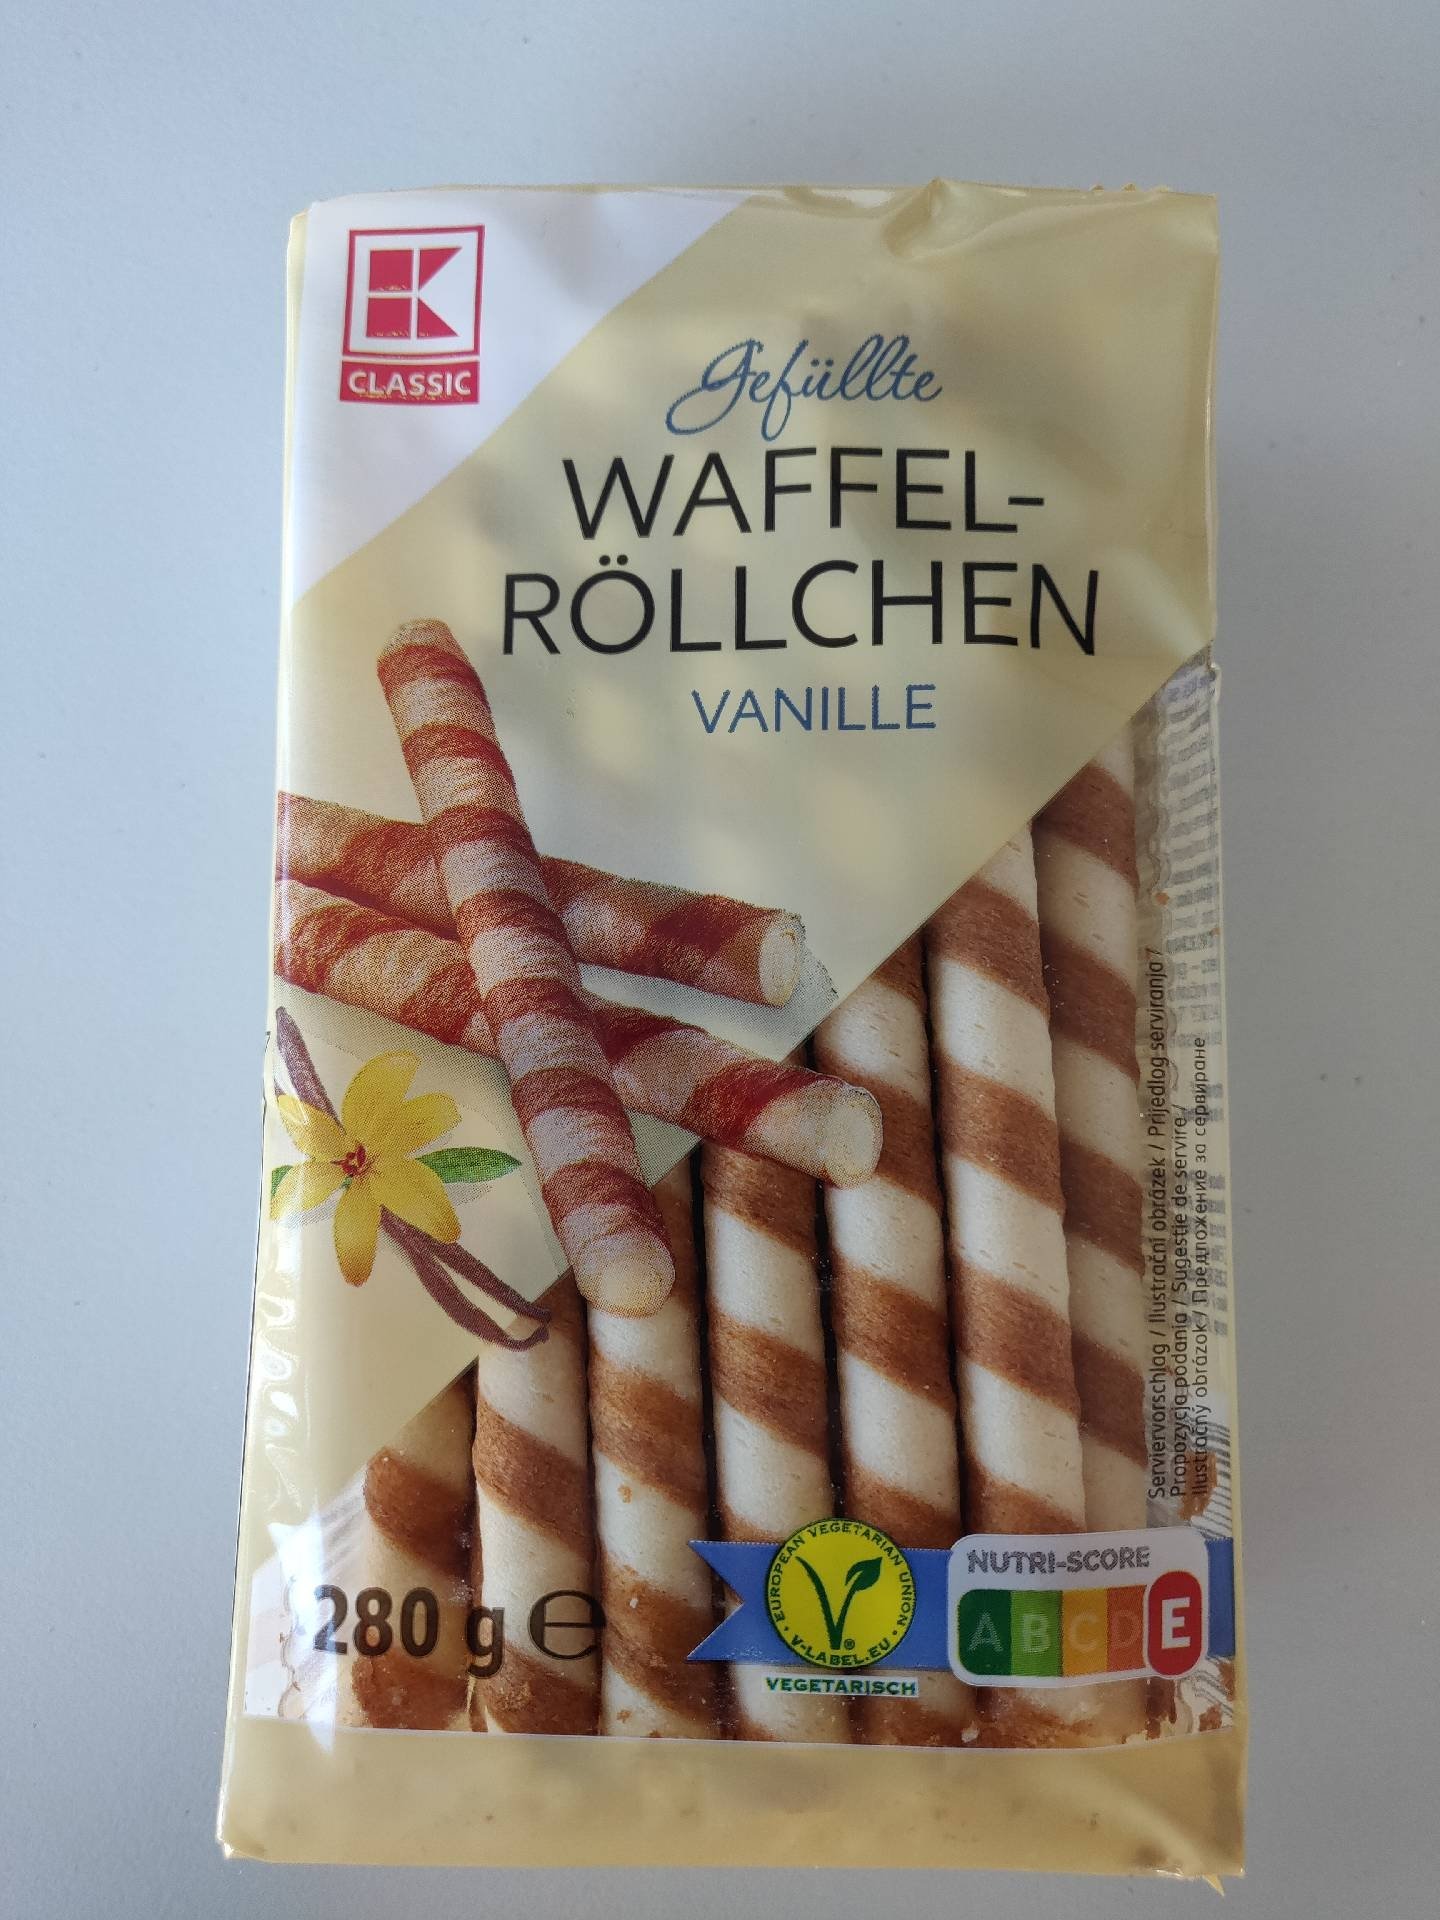 K
CLASSIC
Gefüllte
WAFFEL-
RÖLLCHEN
VANILLE
Serviervorschlag / Ilustrační obrázek / Prijedlog serviranja /
Propozycja podania / Sugestie de servire /
Ilustračný obrázok / Предложение за сервиране
280 g e
EUROPEAN VEGETARIAN UNION
V-LABEL.EU
®
VEGETARISCH
NUTRI-SCORE
A B C D E